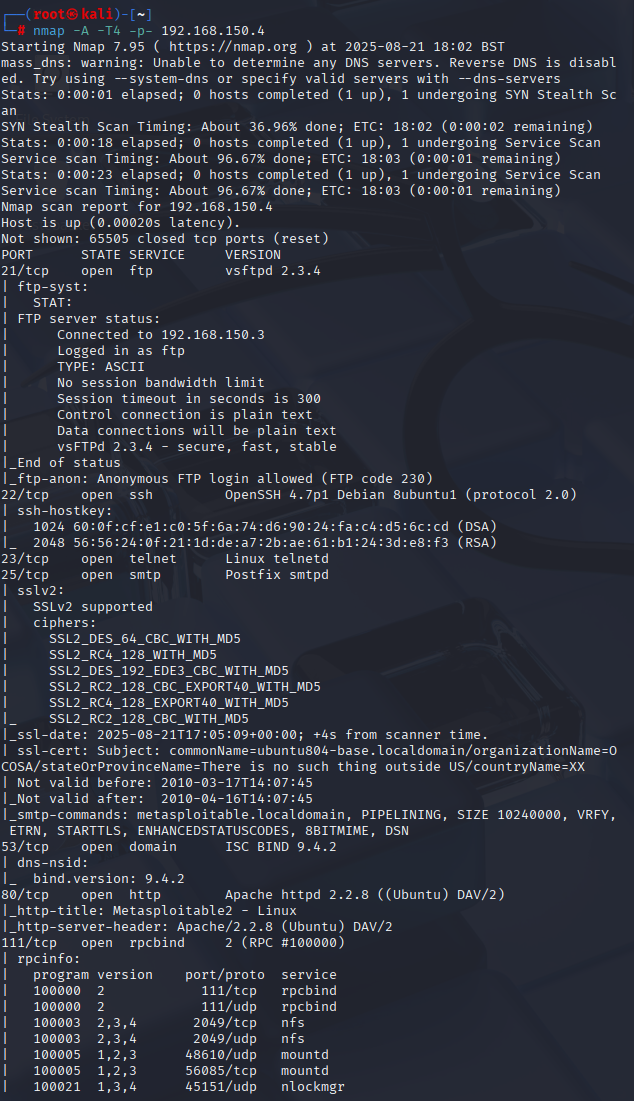 ┌──(root㉿kali)-[~]
└─# nmap -A -T4 -p- 192.168.150.4
Starting Nmap 7.95 ( https://nmap.org ) at 2025-08-21 18:02 BST
mass_dns: warning: Unable to determine any DNS servers. Reverse DNS is disabl
ed. Try using --system-dns or specify valid servers with --dns-servers
Stats: 0:00:01 elapsed; 0 hosts completed (1 up), 1 undergoing SYN Stealth Sc
an
SYN Stealth Scan Timing: About 36.96% done; ETC: 18:02 (0:00:02 remaining)
Stats: 0:00:18 elapsed; 0 hosts completed (1 up), 1 undergoing Service Scan
Service scan Timing: About 96.67% done; ETC: 18:03 (0:00:01 remaining)
Stats: 0:00:23 elapsed; 0 hosts completed (1 up), 1 undergoing Service Scan
Service scan Timing: About 96.67% done; ETC: 18:03 (0:00:01 remaining)
Nmap scan report for 192.168.150.4
Host is up (0.00020s latency).
Not shown: 65505 closed tcp ports (reset)
PORT      STATE SERVICE     VERSION
21/tcp    open  ftp         vsftpd 2.3.4
| ftp-syst:
|   STAT:
| FTP server status:
|      Connected to 192.168.150.3
|      Logged in as ftp
|      TYPE: ASCII
|      No session bandwidth limit
|      Session timeout in seconds is 300
|      Control connection is plain text
|      Data connections will be plain text
|      vsFTPd 2.3.4 - secure, fast, stable
|_End of status
|_ftp-anon: Anonymous FTP login allowed (FTP code 230)
22/tcp    open  ssh         OpenSSH 4.7p1 Debian 8ubuntu1 (protocol 2.0)
| ssh-hostkey:
|   1024 60:0f:cf:e1:c0:5f:6a:74:d6:90:24:fa:c4:d5:6c:cd (DSA)
|_  2048 56:56:24:0f:21:1d:de:a7:2b:ae:61:b1:24:3d:e8:f3 (RSA)
23/tcp    open  telnet      Linux telnetd
25/tcp    open  smtp        Postfix smtpd
| sslv2:
|   SSLv2 supported
|   ciphers:
|     SSL2_DES_64_CBC_WITH_MD5
|     SSL2_RC4_128_WITH_MD5
|     SSL2_DES_192_EDE3_CBC_WITH_MD5
|     SSL2_RC2_128_CBC_EXPORT40_WITH_MD5
|     SSL2_RC4_128_EXPORT40_WITH_MD5
|_    SSL2_RC2_128_CBC_WITH_MD5
|_ssl-date: 2025-08-21T17:05:09+00:00; +4s from scanner time.
| ssl-cert: Subject: commonName=ubuntu804-base.localdomain/organizationName=O
COSA/stateOrProvinceName=There is no such thing outside US/countryName=XX
| Not valid before: 2010-03-17T14:07:45
|_Not valid after:  2010-04-16T14:07:45
|_smtp-commands: metasploitable.localdomain, PIPELINING, SIZE 10240000, VRFY,
 ETRN, STARTTLS, ENHANCEDSTATUSCODES, 8BITMIME, DSN
53/tcp    open  domain      ISC BIND 9.4.2
| dns-nsid:
|_  bind.version: 9.4.2
80/tcp    open  http        Apache httpd 2.2.8 ((Ubuntu) DAV/2)
|_http-title: Metasploitable2 - Linux
|_http-server-header: Apache/2.2.8 (Ubuntu) DAV/2
111/tcp   open  rpcbind     2 (RPC #100000)
| rpcinfo:
|   program version    port/proto  service
|   100000  2            111/tcp   rpcbind
|   100000  2            111/udp   rpcbind
|   100003  2,3,4       2049/tcp   nfs
|   100003  2,3,4       2049/udp   nfs
|   100005  1,2,3      48610/udp   mountd
|   100005  1,2,3      56085/tcp   mountd
|   100021  1,3,4      45151/udp   nlockmgr